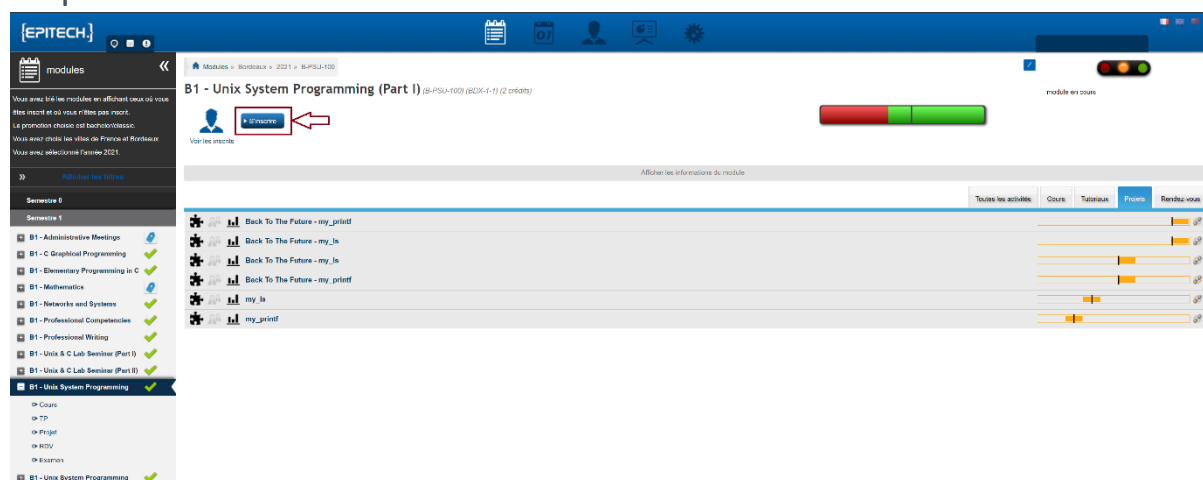 {EPITECH.}
01
modules
«
Vous avez trié les modules en affichant ceux où vous
êtes inscrit et où vous n'êtes pas inscrit.
La promotion choisie est bachelor/classic.
Vous avez choisi les villes de France et Bordeaux.
Vous avez sélectionné l'année 2021.
» Afficher les filtres
Semestre 0
Semestre 1
B1 - Administrative Meetings
B1 - C Graphical Programming
B1 - Elementary Programming in C
B1 - Mathematics
B1 - Networks and Systems
B1 - Professional Competencies
B1 - Professional Writing
B1 - Unix & C Lab Seminar (Part I)
B1 - Unix & C Lab Seminar (Part II)
B1 - Unix System Programming
Cours
TP
Projet
RDV
Examen
B1 - Unix System Programming
Modules » Bordeaux » 2021 » B-PSU-100
B1 - Unix System Programming (Part I) (B-PSU-100) (BDX-1-1) (2 crédits)
S'inscrire
Voir les inscrits
module en cours
Afficher les informations du module
Toutes les activités Cours Tutoriaux Projets Rendez-vous
Back To The Future - my_printf
Back To The Future - my_ls
Back To The Future - my_ls
Back To The Future - my_printf
my_ls
my_printf